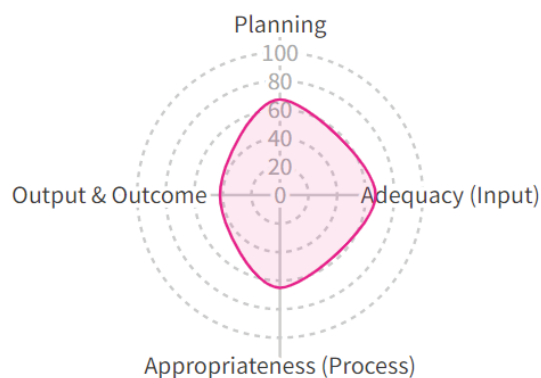 Planning
100
80
60
40
20
0
Output & Outcome
Adequacy (Input)
Appropriateness (Process)